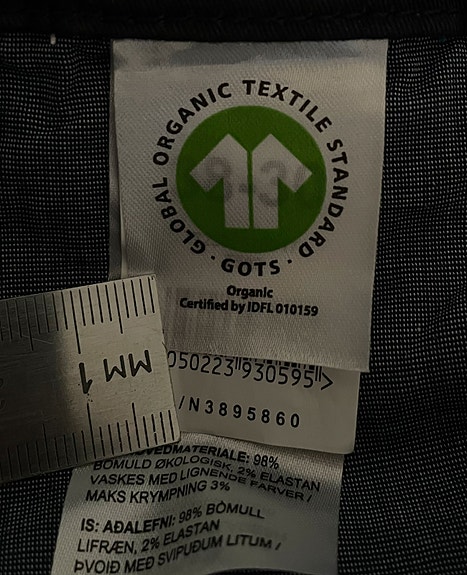 GLOBAL ORGANIC TEXTILE STANDARD · GOTS ·
Organic
Certified by IDFL 010159
050223 930595 >
/N3895860
MM 1
98%
BOMULD ØKOLOGISK, 2% ELASTAN
VASKES MED LIGNENDE FARVER /
MAKS KRYMPNING 3%
IS: AÐALEFNI: 98% BÓMULL
LIFRÆN, 2% ELASTAN
ÞVOIÐ MEÐ SVIPUÐUM LITUM /